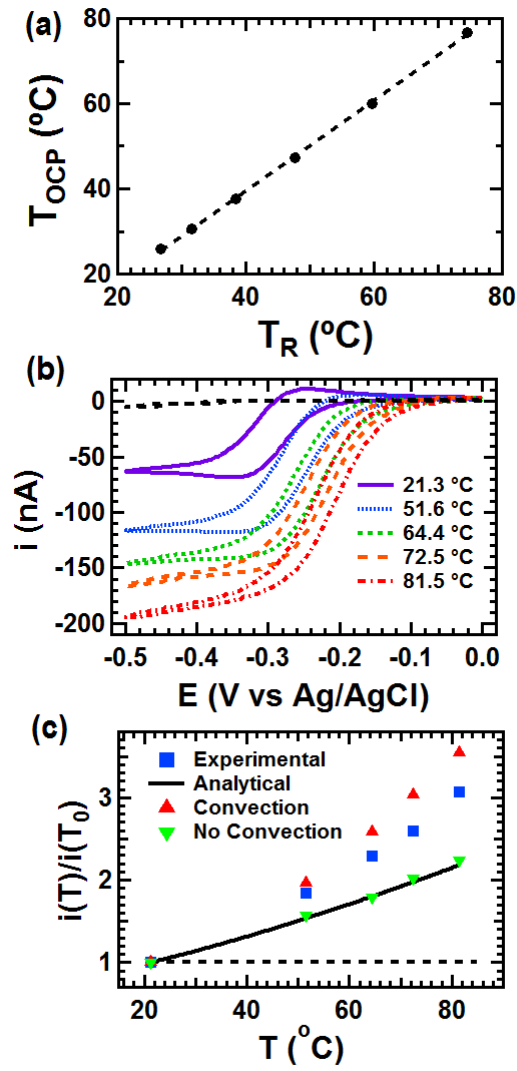 (a)
80
60
40
20
T_OCP (ºC)
20 40 60 80
T_R (ºC)
(b)
0
-50
-100
-150
-200
i (nA)
21.3 °C
51.6 °C
64.4 °C
72.5 °C
81.5 °C
-0.5 -0.4 -0.3 -0.2 -0.1 0.0
E (V vs Ag/AgCl)
(c)
Experimental
Analytical
Convection
No Convection
3
2
1
i(T)/i(T₀)
20 40 60 80
T (°C)